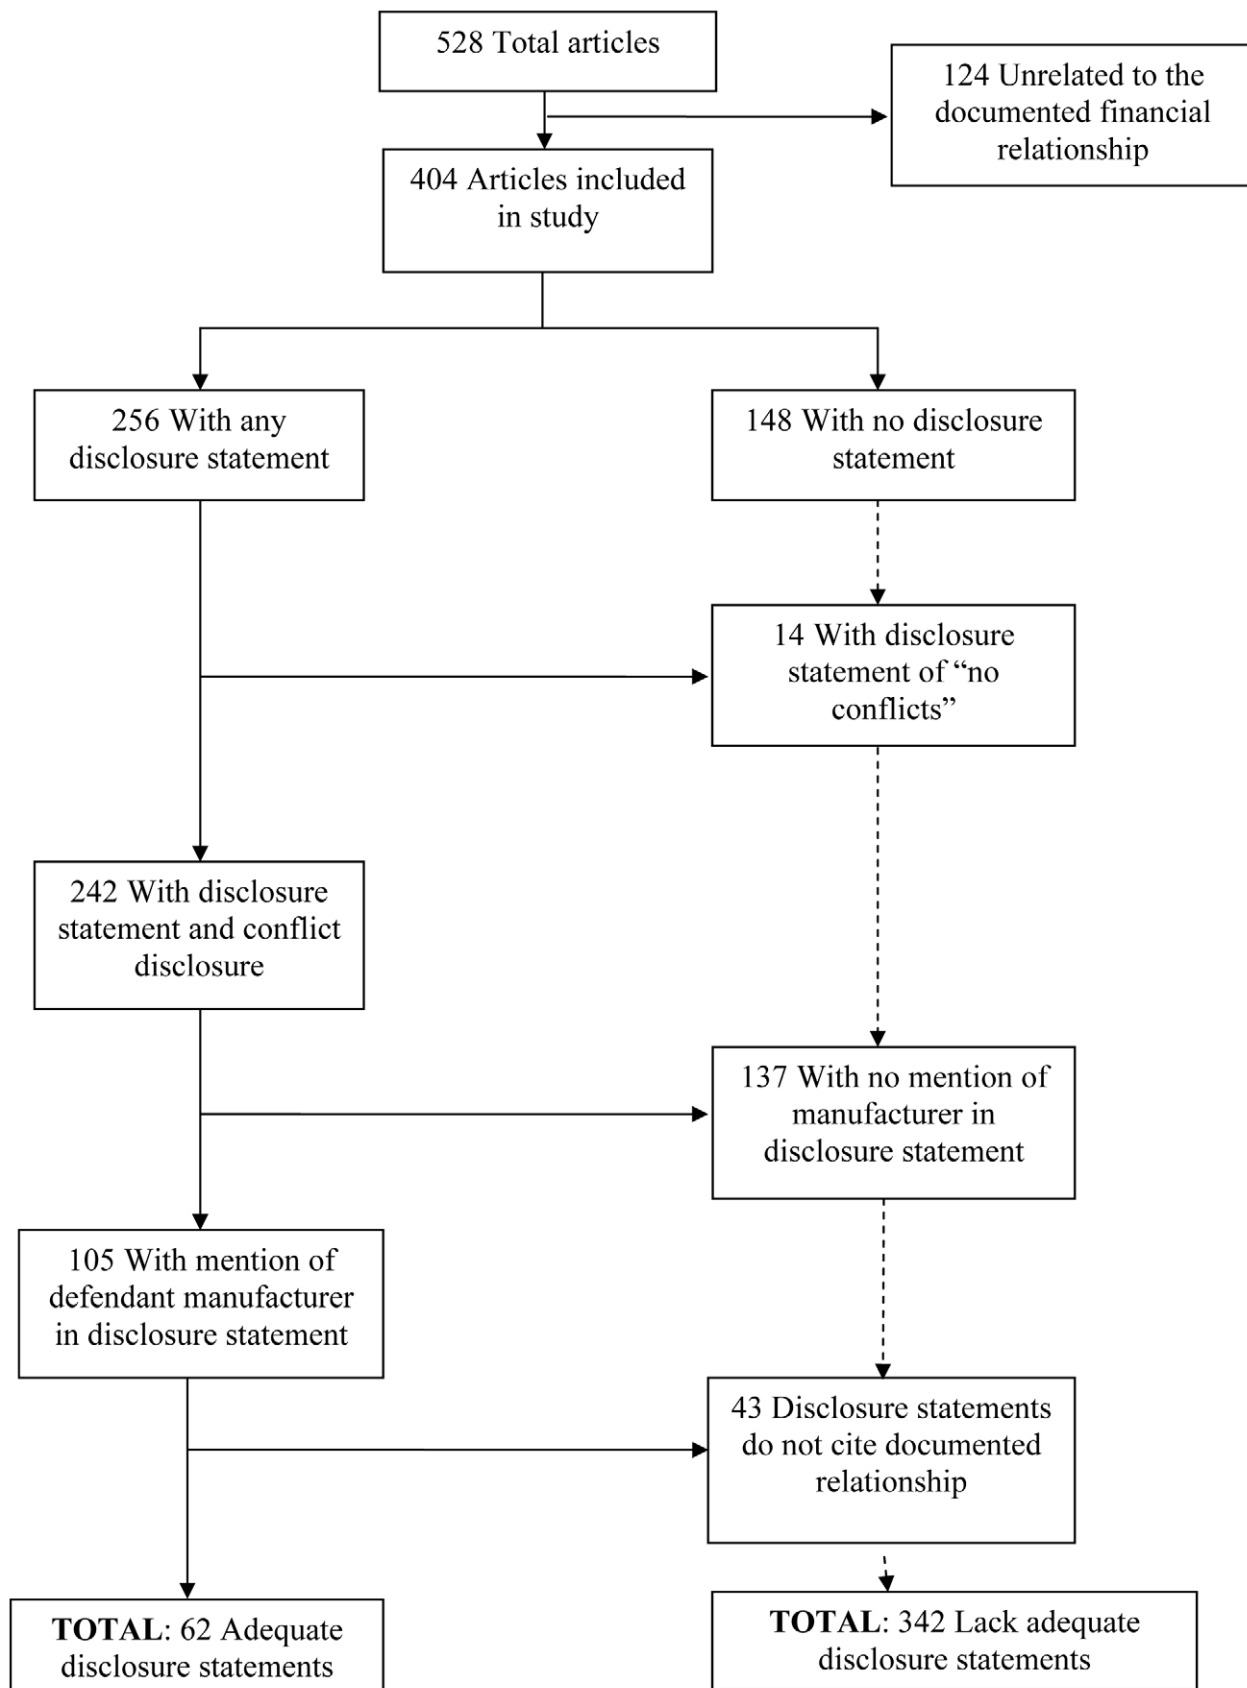 528 Total articles
124 Unrelated to the
documented financial
relationship
404 Articles included
in study
256 With any
disclosure statement
148 With no disclosure
statement
14 With disclosure
statement of “no
conflicts”
242 With disclosure
statement and conflict
disclosure
137 With no mention of
manufacturer in
disclosure statement
105 With mention of
defendant manufacturer
in disclosure statement
43 Disclosure statements
do not cite documented
relationship
TOTAL: 62 Adequate
disclosure statements
TOTAL: 342 Lack adequate
disclosure statements